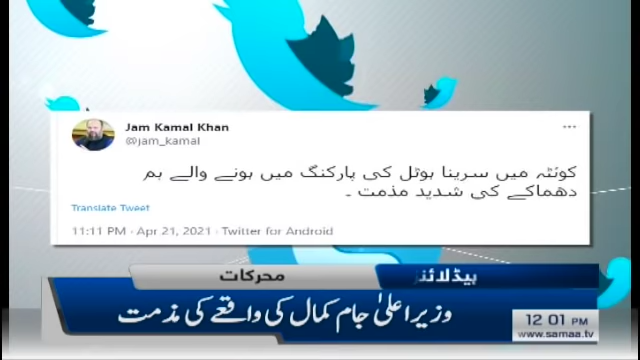 Jam Kamal Khan
@jam_kamal
کوئٹہ میں سرینا ہوٹل کی پارکنگ میں ہونے والے بم
دھماکے کی شدید مذمت ۔
Translate Tweet
11:11 PM · Apr 21, 2021 · Twitter for Android
ہیڈلائنز
محرکات
وزیراعلیٰ جام کمال کی واقعے کی مذمت
12 01 PM
www.samaa.tv